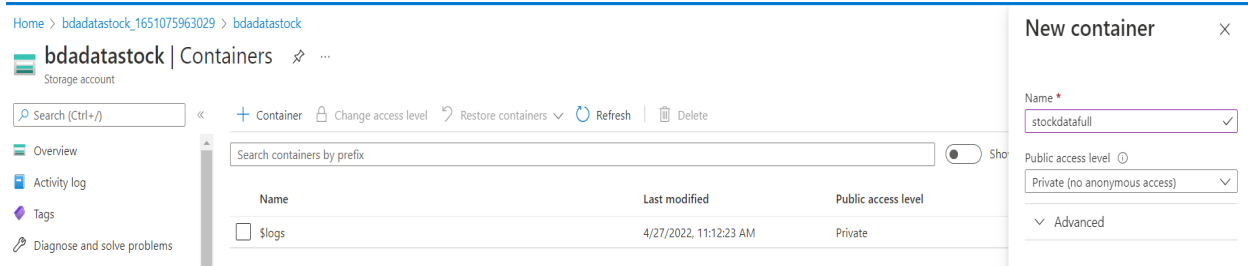 Home > bdadatastock_1651075963029 > bdadatastock
bdadatastock | Containers
Storage account
Search (Ctrl+/)
Overview
Activity log
Tags
Diagnose and solve problems
+ Container Change access level Restore containers Refresh Delete
Search containers by prefix
Name Last modified Public access level
$logs 4/27/2022, 11:12:23 AM Private
New container
Name *
stockdatafull
Public access level
Private (no anonymous access)
Advanced